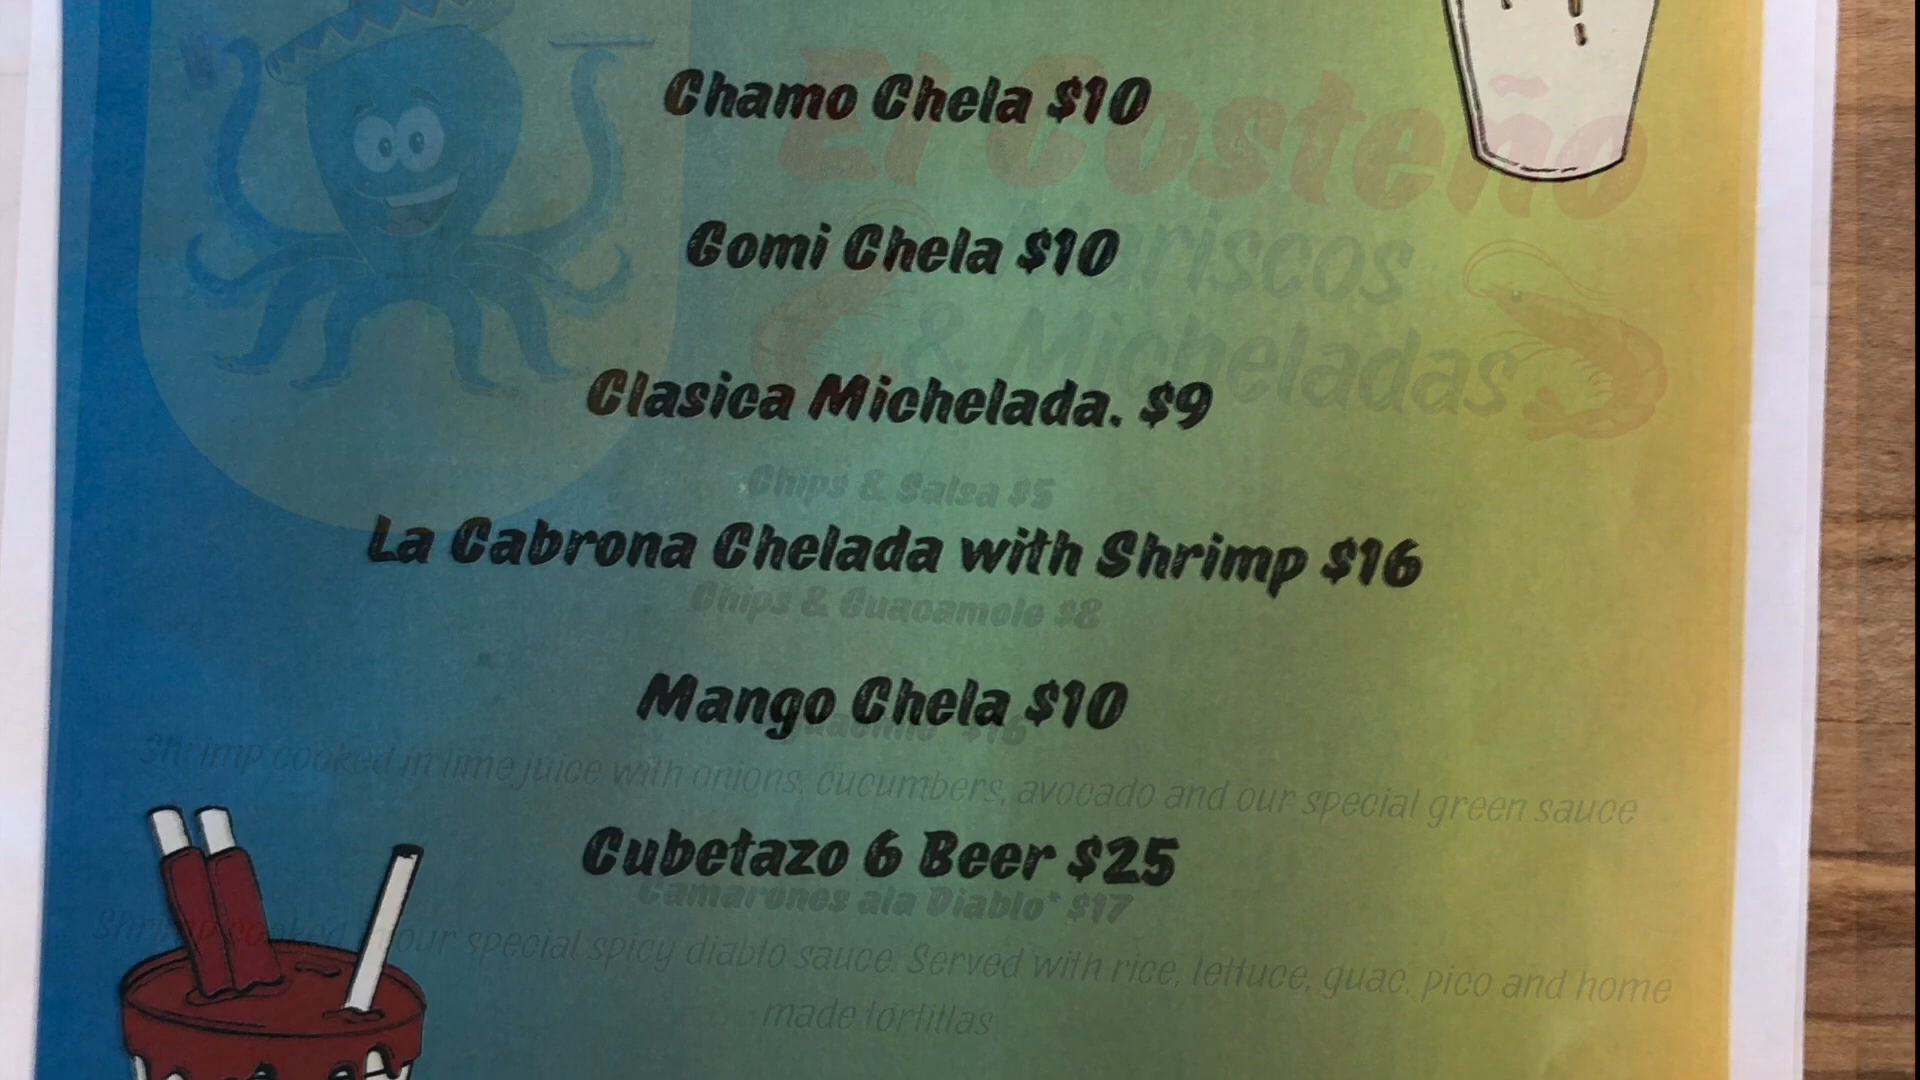 Chamo Chela $10
El Costeño
Gomi Chela $10
Mariscos
& Micheladas
Clasica Michelada. $9
Chips & Salsa $5
La Cabrona Chelada with Shrimp $16
Chips & Guacamole $8
Mango Chela $10
$16
Shrimp cooked in lime juice with onions, cucumbers, avocado and our special green sauce
Cubetazo 6 Beer $25
Camarones ala Diablo* $17
Shrimp cooked in our special spicy diablo sauce. Served with rice, lettuce, guac, pico and home
made tortillas